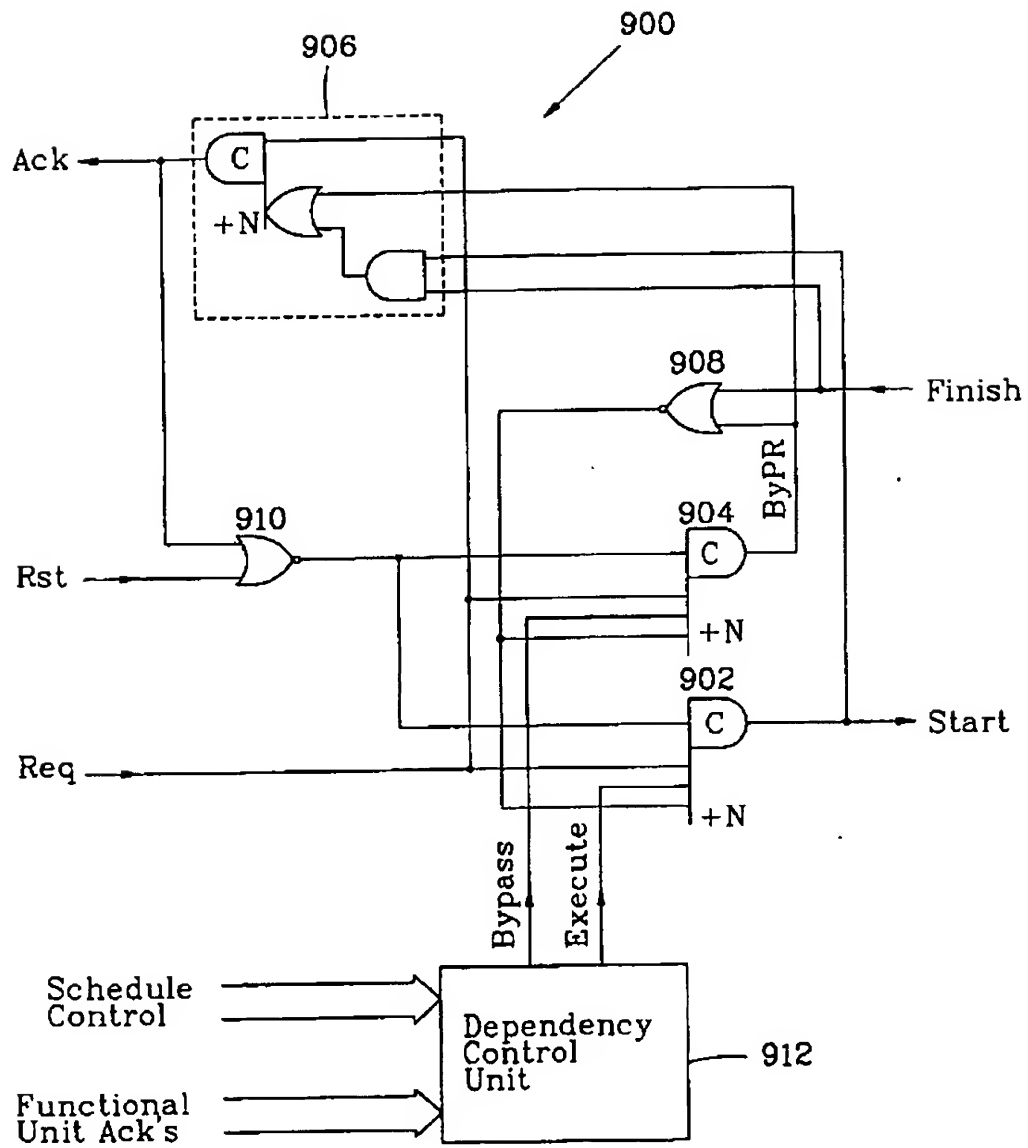 906
900
Ack
C
+N
908
Finish
ByPR
910
904
C
Rst
+N
902
C
Start
Req
+N
Bypass
Execute
Schedule
Control
Dependency
Control
Unit
912
Functional
Unit Ack's